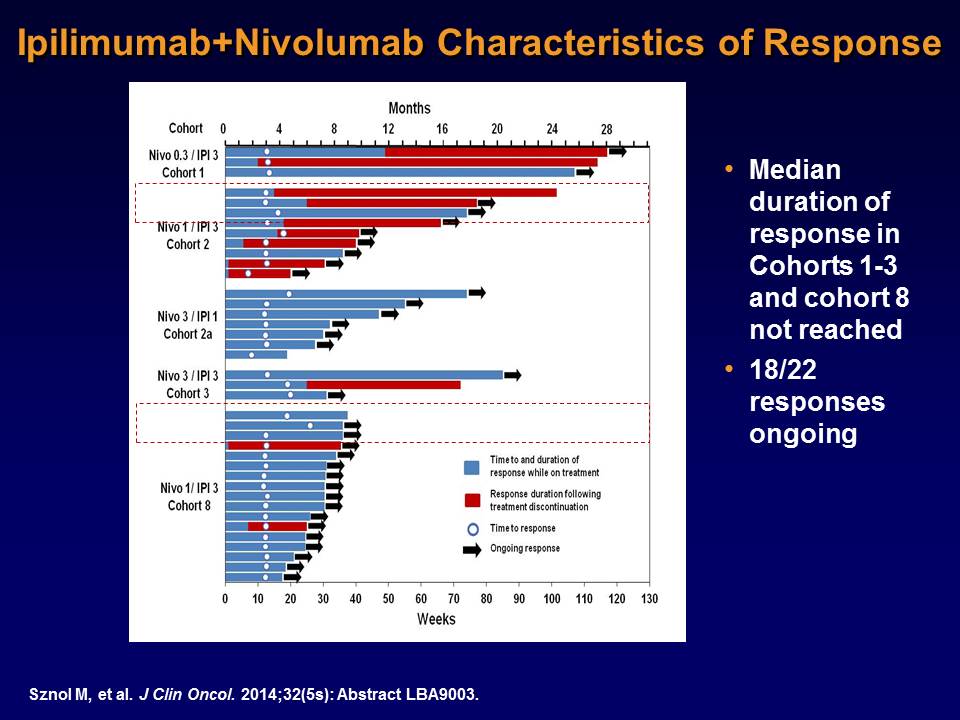 Ipilimumab+Nivolumab Characteristics of Response
Months
Cohort 0 4 8 12 16 20 24 28
Nivo 0.3 / IPI 3
Cohort 1
Nivo 1 / IPI 3
Cohort 2
Nivo 3 / IPI 1
Cohort 2a
Nivo 3 / IPI 3
Cohort 3
Nivo 1/ IPI 3
Cohort 8
Time to and duration of
response while on treatment
Response duration following
treatment discontinuation
Time to response
Ongoing response
0 10 20 30 40 50 60 70 80 90 100 110 120 130
Weeks
• Median
duration of
response in
Cohorts 1-3
and cohort 8
not reached
• 18/22
responses
ongoing
Sznol M, et al. J Clin Oncol. 2014;32(5s): Abstract LBA9003.